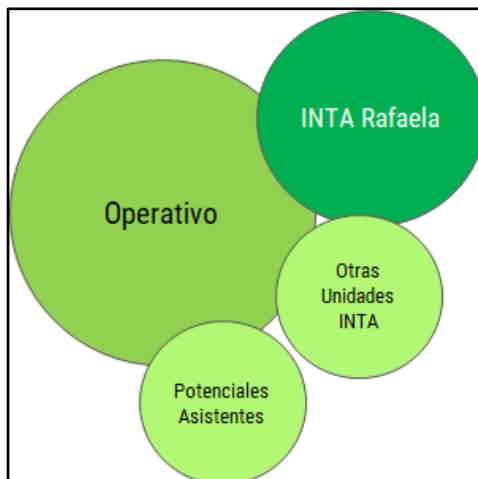 INTA Rafaela
Operativo
Otras
Unidades
INTA
Potenciales
Asistentes